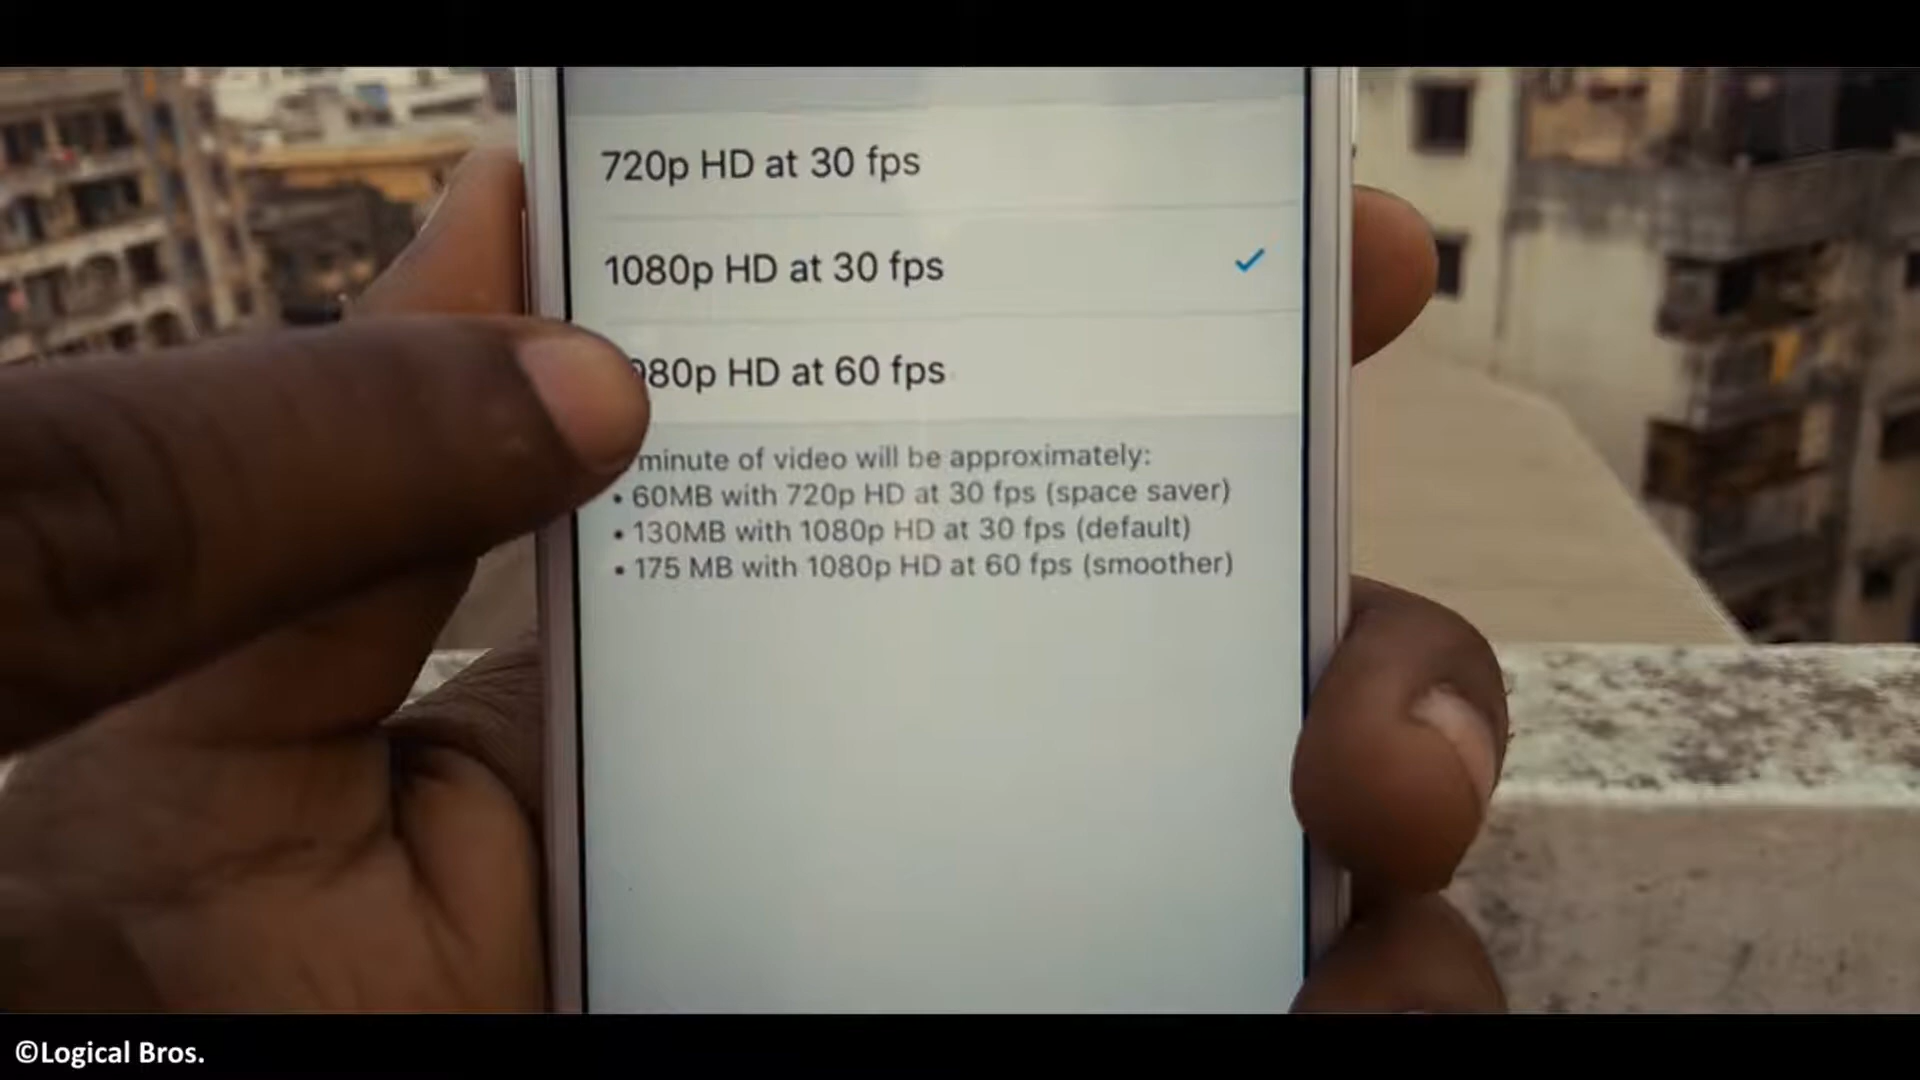 720p HD at 30 fps
1080p HD at 30 fps
080p HD at 60 fps
minute of video will be approximately:
• 60MB with 720p HD at 30 fps (space saver)
• 130MB with 1080p HD at 30 fps (default)
• 175 MB with 1080p HD at 60 fps (smoother)
©Logical Bros.